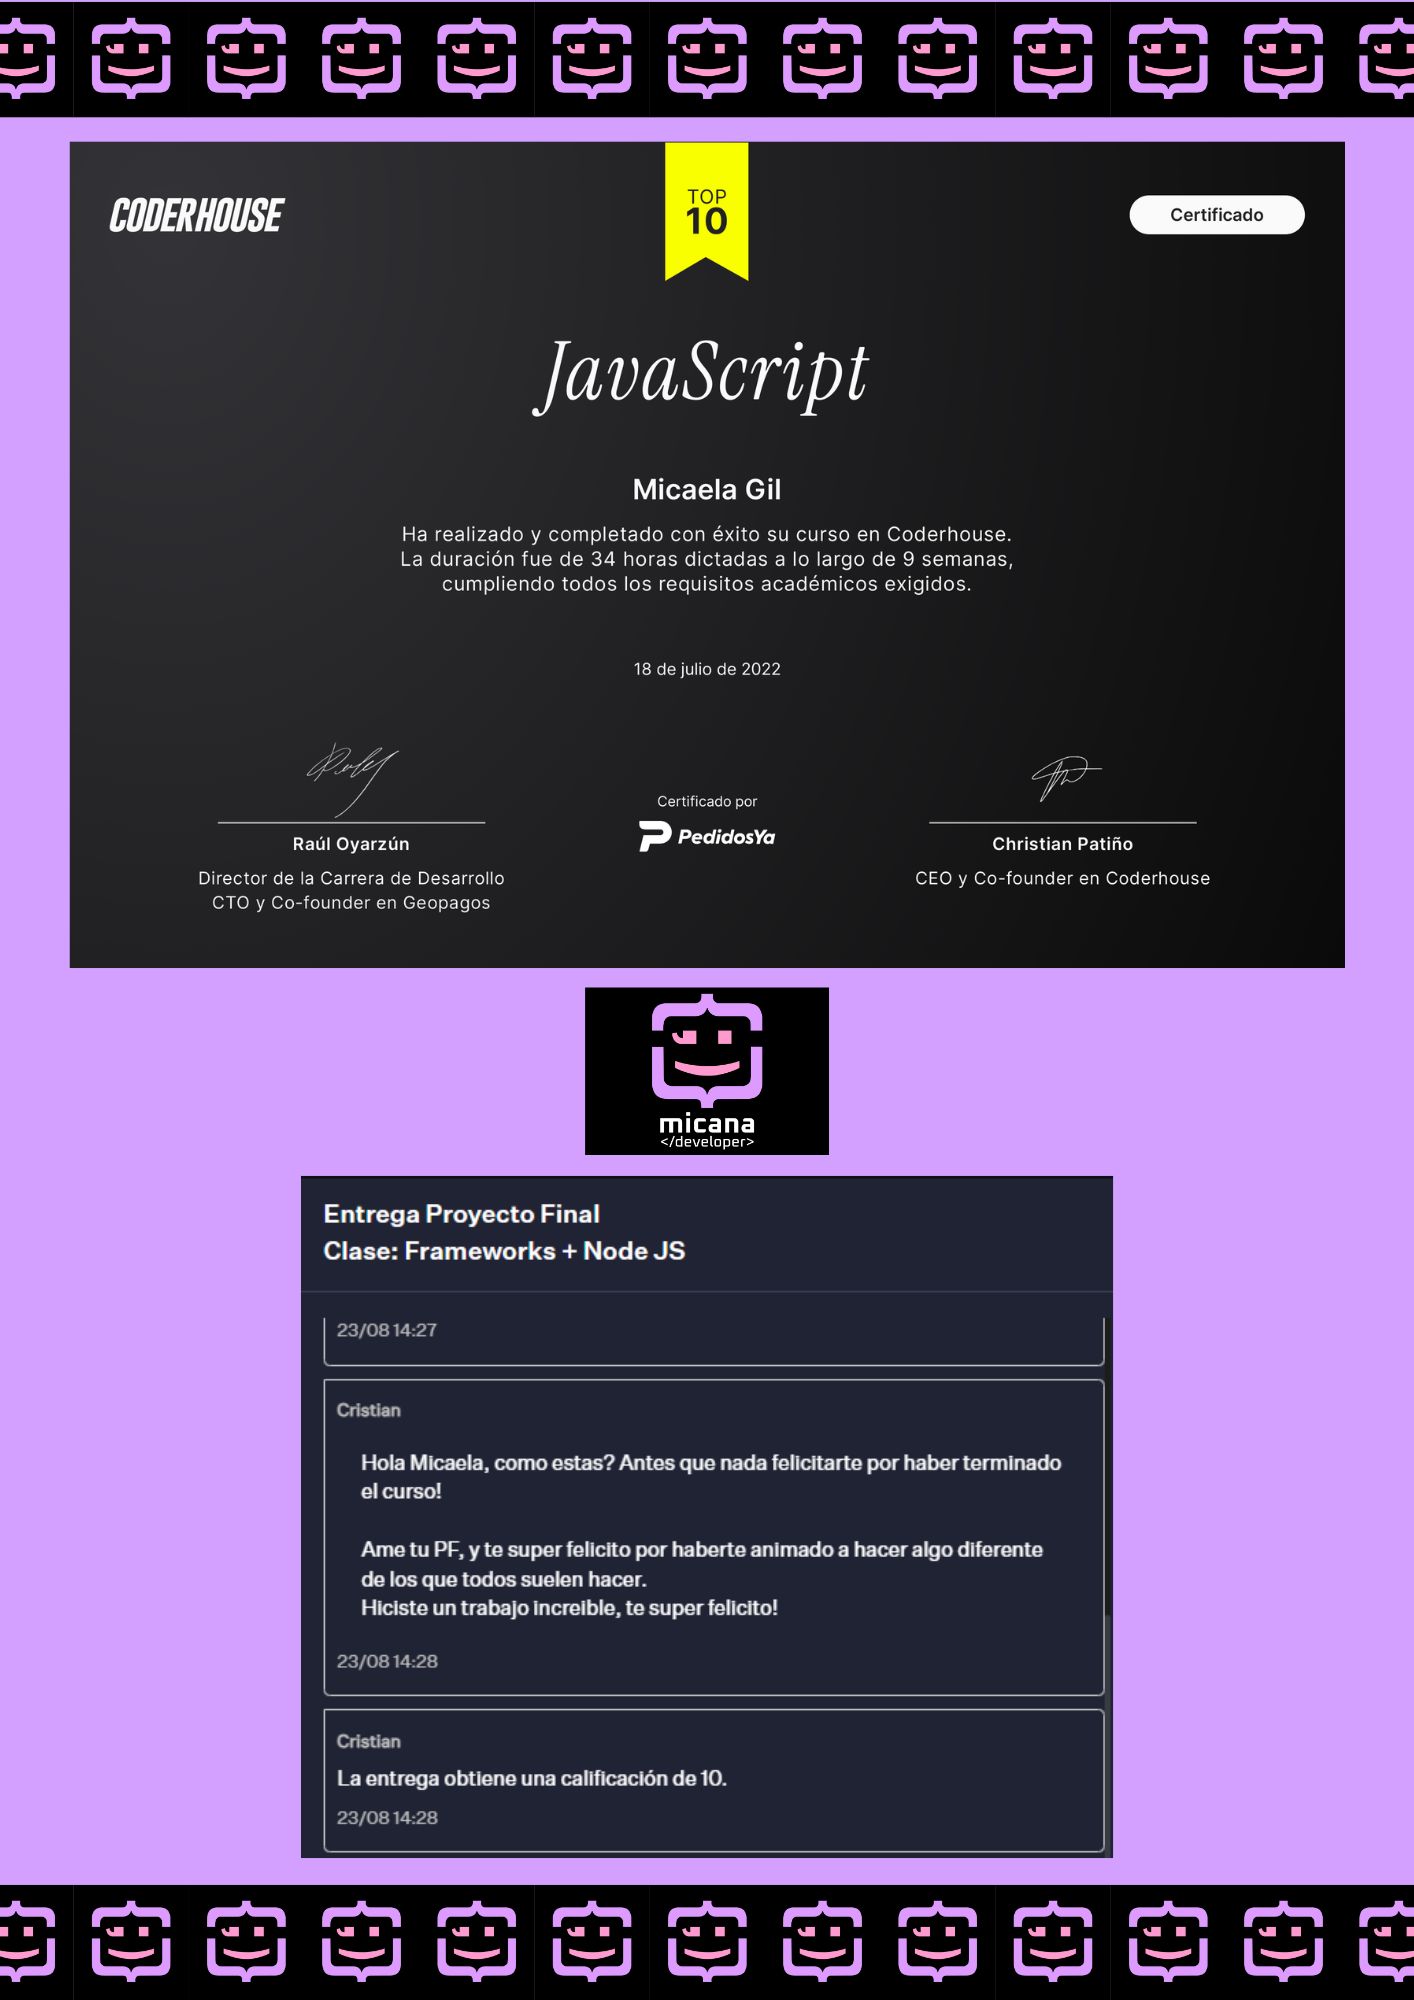 CODERHOUSE
TOP
10
Certificado
JavaScript
Micaela Gil
Ha realizado y completado con éxito su curso en Coderhouse.
La duración fue de 34 horas dictadas a lo largo de 9 semanas,
cumpliendo todos los requisitos académicos exigidos.
18 de julio de 2022
Raúl Oyarzún
Director de la Carrera de Desarrollo
CTO y Co-founder en Geopagos
Certificado por
PedidosYa
Christian Patiño
CEO y Co-founder en Coderhouse
micana
</developer>
Entrega Proyecto Final
Clase: Frameworks + Node JS
23/08 14:27
Cristian
Hola Micaela, como estas? Antes que nada felicitarte por haber terminado
el curso!
Ame tu PF, y te super felicito por haberte animado a hacer algo diferente
de los que todos suelen hacer.
Hiciste un trabajo increible, te super felicito!
23/08 14:28
Cristian
La entrega obtiene una calificación de 10.
23/08 14:28